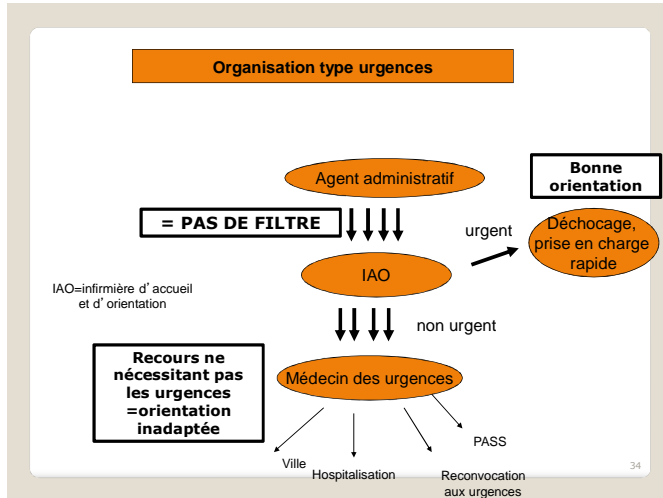 Organisation type urgences
Agent administratif
Bonne
orientation
= PAS DE FILTRE
urgent
Déchocage,
prise en charge
rapide
IAO
IAO=infirmière d'accueil
et d'orientation
non urgent
Recours ne
nécessitant pas
les urgences
=orientation
inadaptée
Médecin des urgences
PASS
Ville
Hospitalisation
Reconvocation
aux urgences
34